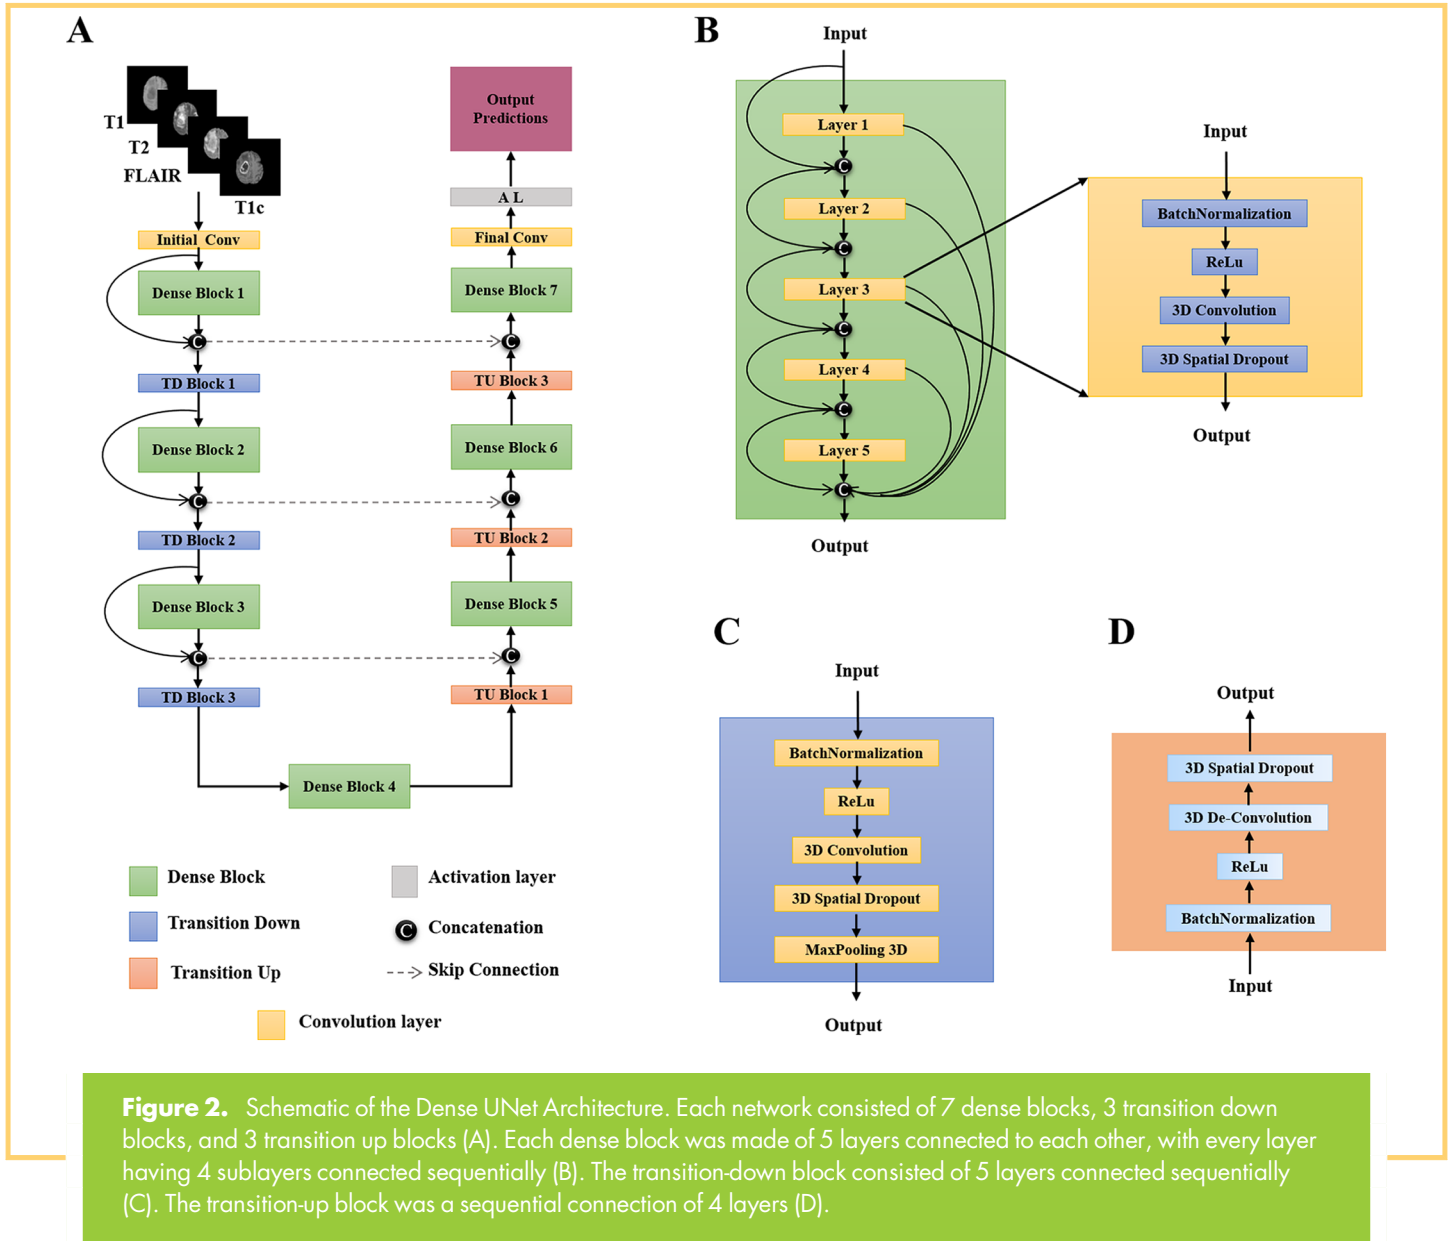 A
T1
T2
FLAIR
T1c
Initial Conv
Dense Block 1
C
TD Block 1
Dense Block 2
C
TD Block 2
Dense Block 3
C
TD Block 3
Dense Block 4
Output
Predictions
A L
Final Conv
Dense Block 7
C
TU Block 3
Dense Block 6
C
TU Block 2
Dense Block 5
C
TU Block 1
Dense Block
Transition Down
Transition Up
Activation layer
C
Concatenation
Skip Connection
Convolution layer
B
Input
Layer 1
C
Layer 2
C
Layer 3
C
Layer 4
C
Layer 5
C
Output
Input
BatchNormalization
ReLu
3D Convolution
3D Spatial Dropout
Output
C
Input
BatchNormalization
ReLu
3D Convolution
3D Spatial Dropout
MaxPooling 3D
Output
D
Output
3D Spatial Dropout
3D De-Convolution
ReLu
BatchNormalization
Input
Figure 2. Schematic of the Dense UNet Architecture. Each network consisted of 7 dense blocks, 3 transition down
blocks, and 3 transition up blocks (A). Each dense block was made of 5 layers connected to each other, with every layer
having 4 sublayers connected sequentially (B). The transition-down block consisted of 5 layers connected sequentially
(C). The transition-up block was a sequential connection of 4 layers (D).